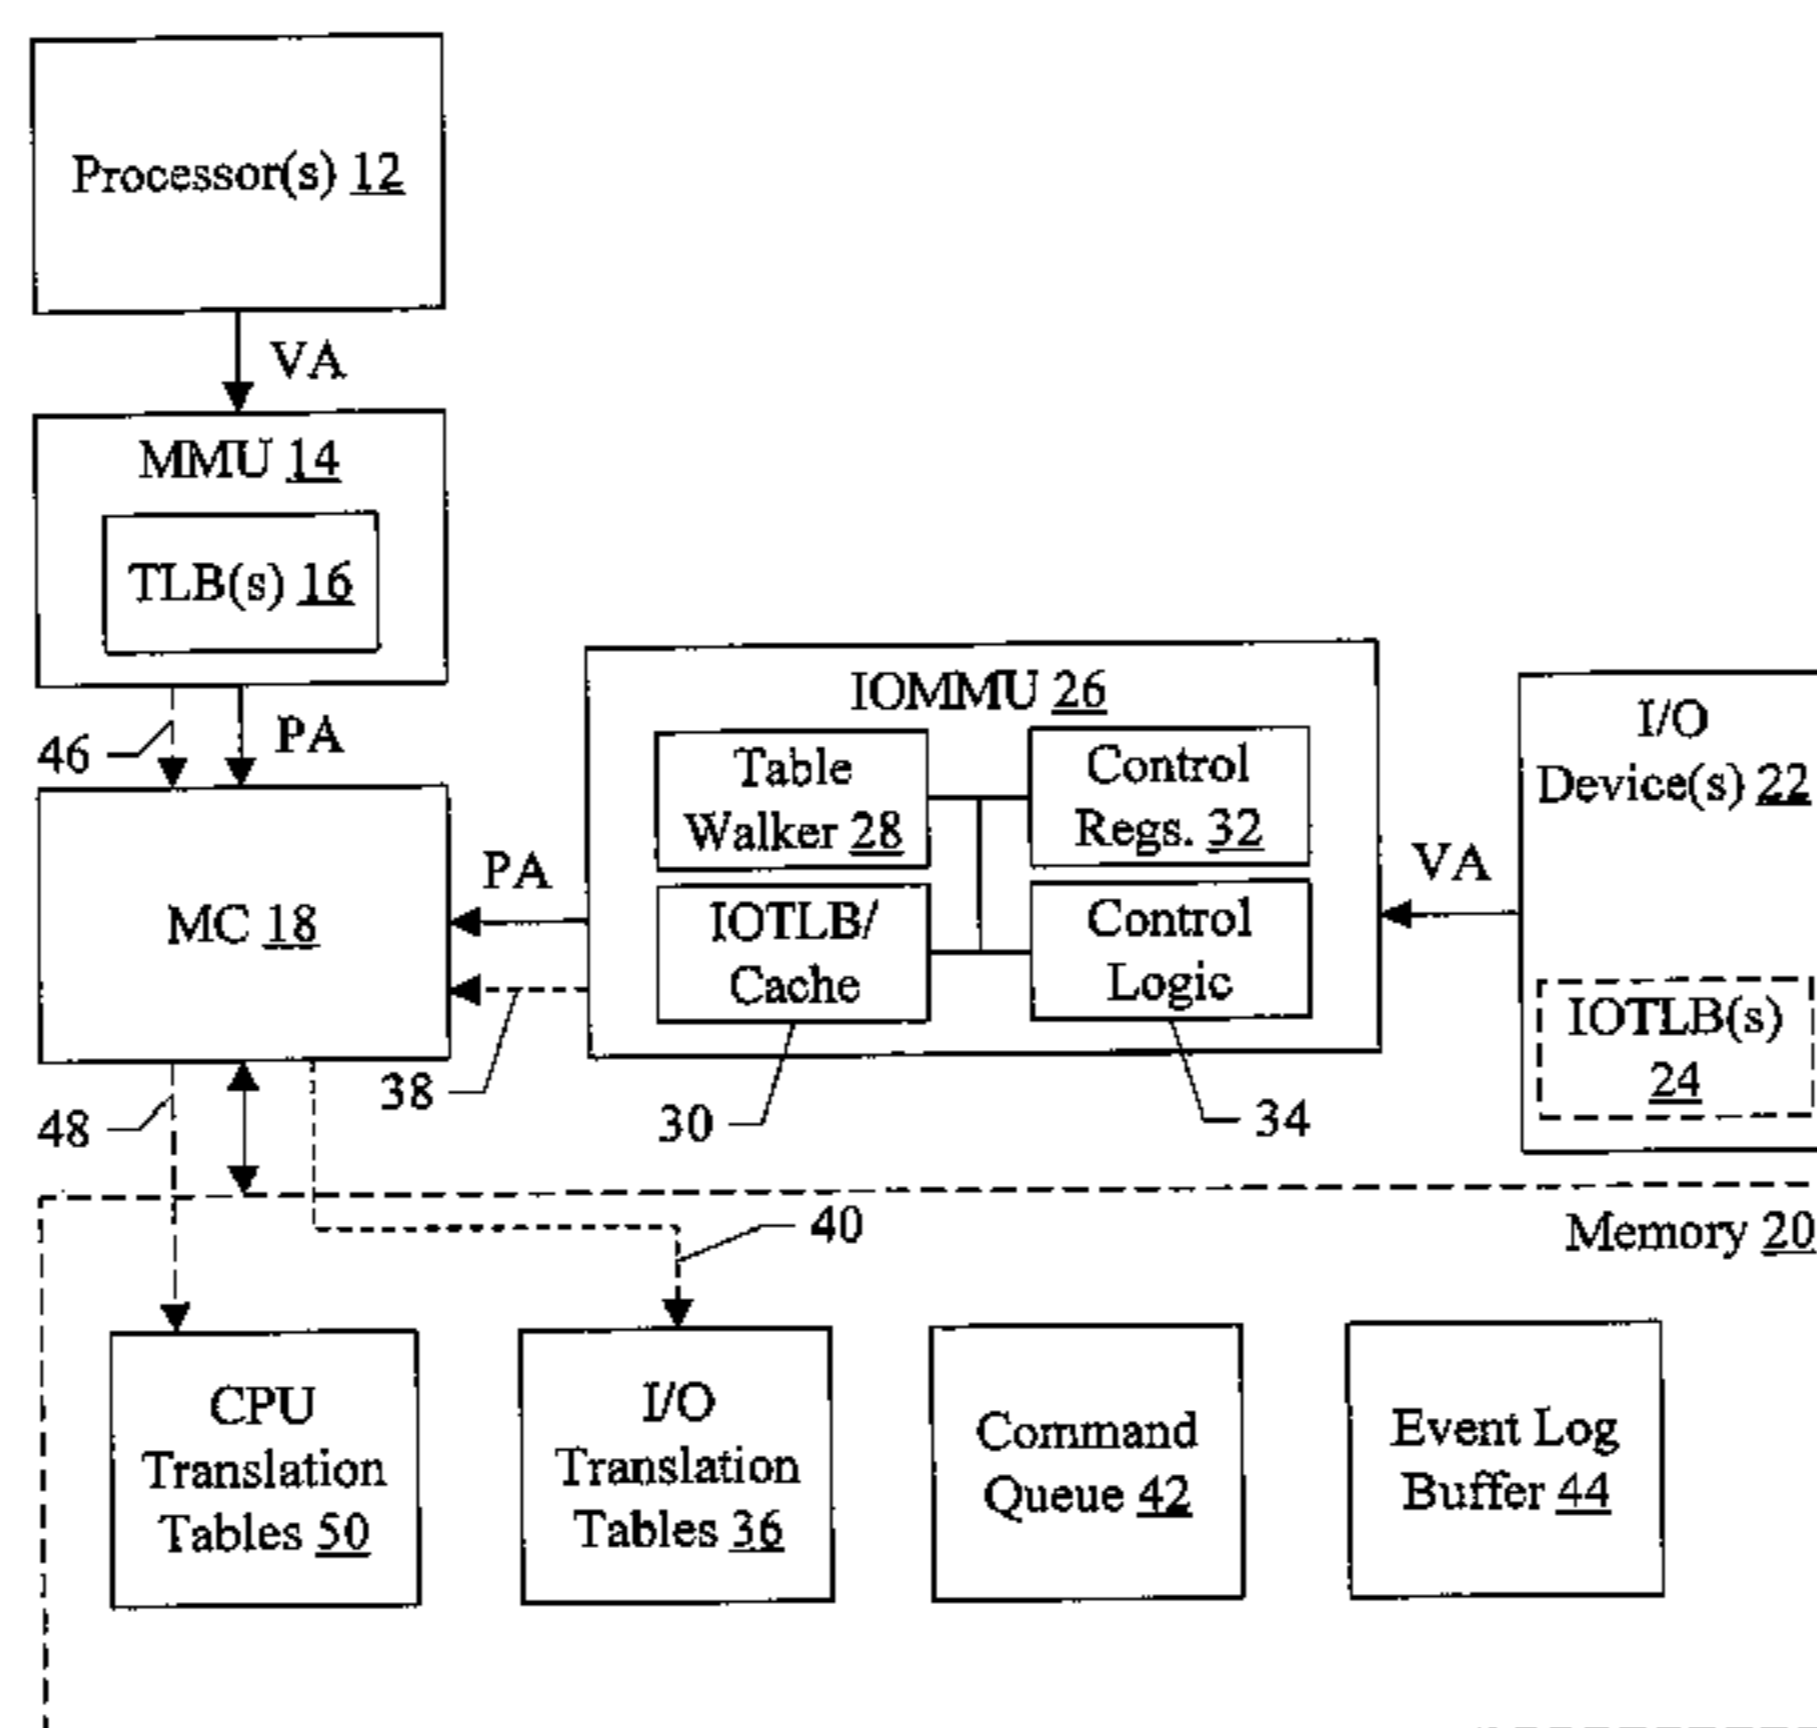 Processor(s) 12
VA
MMU 14
TLB(s) 16
46
PA
MC 18
PA
38
48
IOMMU 26
Table
Walker 28
Control
Regs. 32
IOTLB/
Cache
Control
Logic
30
34
VA
I/O
Device(s) 22
IOTLB(s)
24
40
Memory 20
CPU
Translation
Tables 50
I/O
Translation
Tables 36
Command
Queue 42
Event Log
Buffer 44